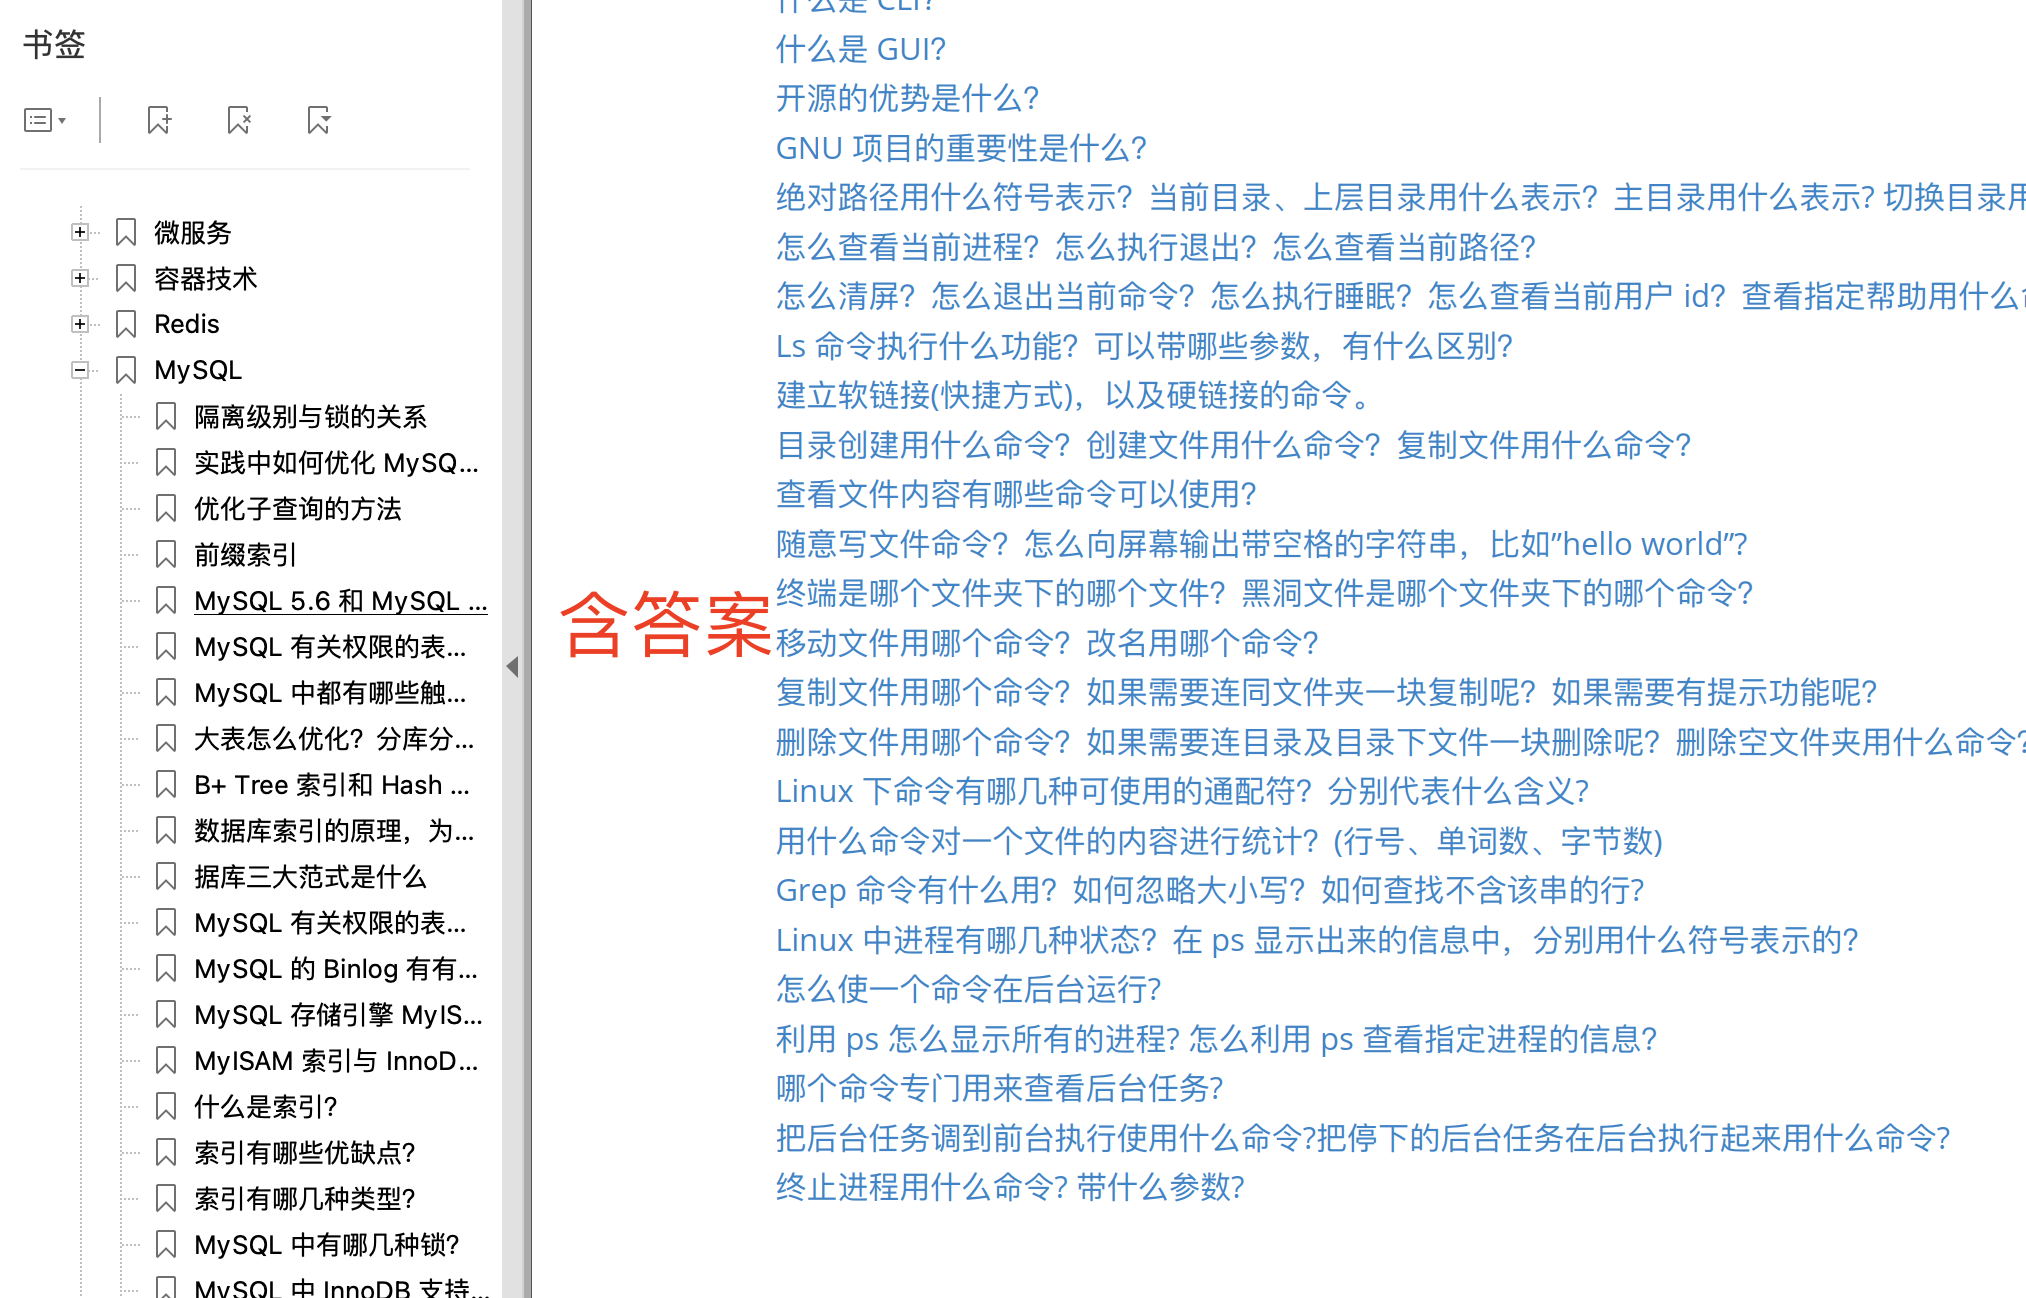 书签
微服务
容器技术
Redis
MySQL
隔离级别与锁的关系
实践中如何优化 MySQ...
优化子查询的方法
前缀索引
MySQL 5.6 和 MySQL ...
MySQL 有关权限的表...
MySQL 中都有哪些触...
大表怎么优化？分库分...
B+ Tree 索引和 Hash ...
数据库索引的原理，为...
据库三大范式是什么
MySQL 有关权限的表...
MySQL 的 Binlog 有有...
MySQL 存储引擎 MyIS...
MyISAM 索引与 InnoD...
什么是索引?
索引有哪些优缺点?
索引有哪几种类型?
MySQL 中有哪几种锁?
MySQL 中 InnoDB 支持...
什么是 CLI?
什么是 GUI?
开源的优势是什么?
GNU 项目的重要性是什么?
绝对路径用什么符号表示？当前目录、上层目录用什么表示？主目录用什么表示? 切换目录用
怎么查看当前进程？怎么执行退出？怎么查看当前路径?
怎么清屏？怎么退出当前命令？怎么执行睡眠？怎么查看当前用户 id？查看指定帮助用什么
Ls 命令执行什么功能？可以带哪些参数，有什么区别?
建立软链接(快捷方式)，以及硬链接的命令。
目录创建用什么命令？创建文件用什么命令？复制文件用什么命令?
查看文件内容有哪些命令可以使用?
随意写文件命令？怎么向屏幕输出带空格的字符串，比如”hello world”?
终端是哪个文件夹下的哪个文件？黑洞文件是哪个文件夹下的哪个命令?
含答案
移动文件用哪个命令？改名用哪个命令?
复制文件用哪个命令？如果需要连同文件夹一块复制呢？如果需要有提示功能呢?
删除文件用哪个命令？如果需要连目录及目录下文件一块删除呢？删除空文件夹用什么命令?
Linux 下命令有哪几种可使用的通配符？分别代表什么含义?
用什么命令对一个文件的内容进行统计？(行号、单词数、字节数)
Grep 命令有什么用？如何忽略大小写？如何查找不含该串的行?
Linux 中进程有哪几种状态？在 ps 显示出来的信息中，分别用什么符号表示的?
怎么使一个命令在后台运行?
利用 ps 怎么显示所有的进程? 怎么利用 ps 查看指定进程的信息?
哪个命令专门用来查看后台任务?
把后台任务调到前台执行使用什么命令?把停下的后台任务在后台执行起来用什么命令?
终止进程用什么命令? 带什么参数?